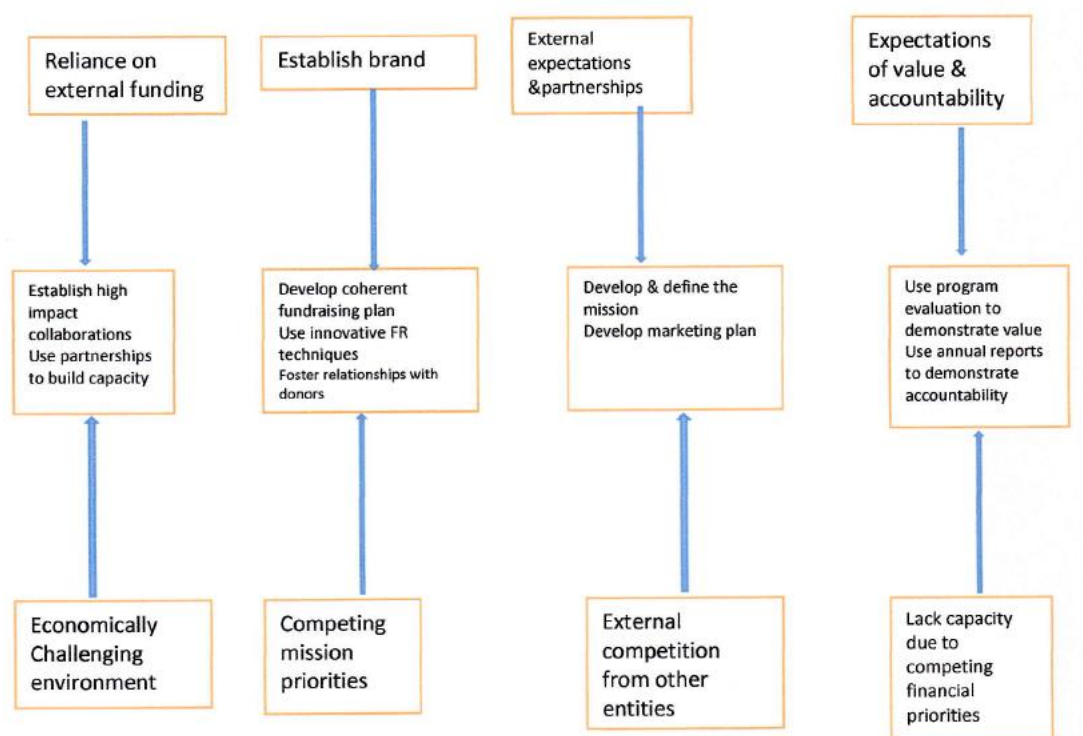 Reliance on
external funding
Establish brand
External
expectations
&partnerships
Expectations
of value &
accountability
Establish high
impact
collaborations
Use partnerships
to build capacity
Develop coherent
fundraising plan
Use innovative FR
techniques
Foster relationships with
donors
Develop & define the
mission
Develop marketing plan
Use program
evaluation to
demonstrate value
Use annual reports
to demonstrate
accountability
Economically
Challenging
environment
Competing
mission
priorities
External
competition
from other
entities
Lack capacity
due to
competing
financial
priorities